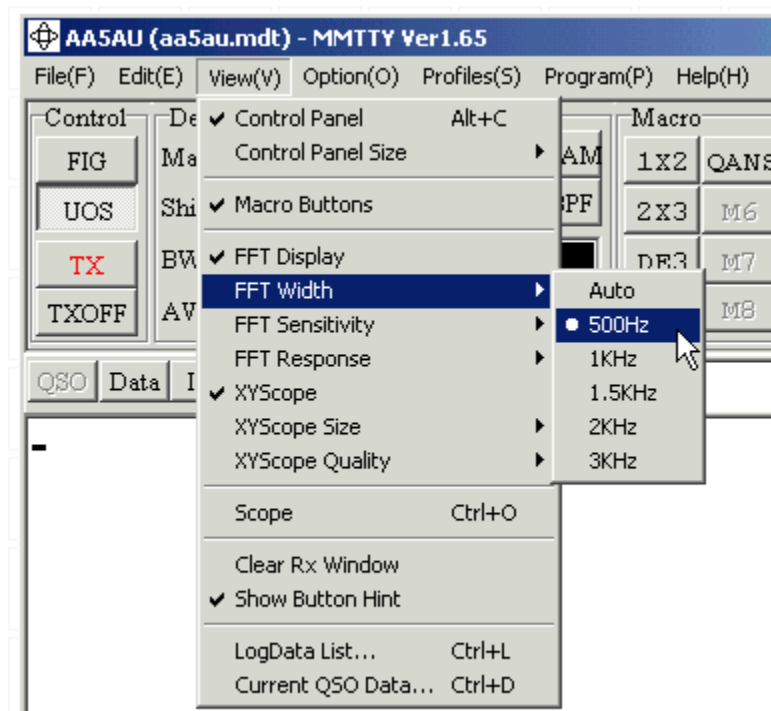 AA5AU (aa5au.mdt) - MMTTY Ver1.65
File(F) Edit(E) View(V) Option(O) Profiles(S) Program(P) Help(H)
Control
FIG
UOS
TX
TXOFF
Macro
1X2 QANS
2X3 M6
DE3 M7
M8
QSO Data
Control Panel Alt+C
Control Panel Size
Macro Buttons
FFT Display
FFT Width
FFT Sensitivity
FFT Response
XYScope
XYScope Size
XYScope Quality
Scope Ctrl+O
Clear Rx Window
Show Button Hint
LogData List... Ctrl+L
Current QSO Data... Ctrl+D
Auto
500Hz
1KHz
1.5KHz
2KHz
3KHz